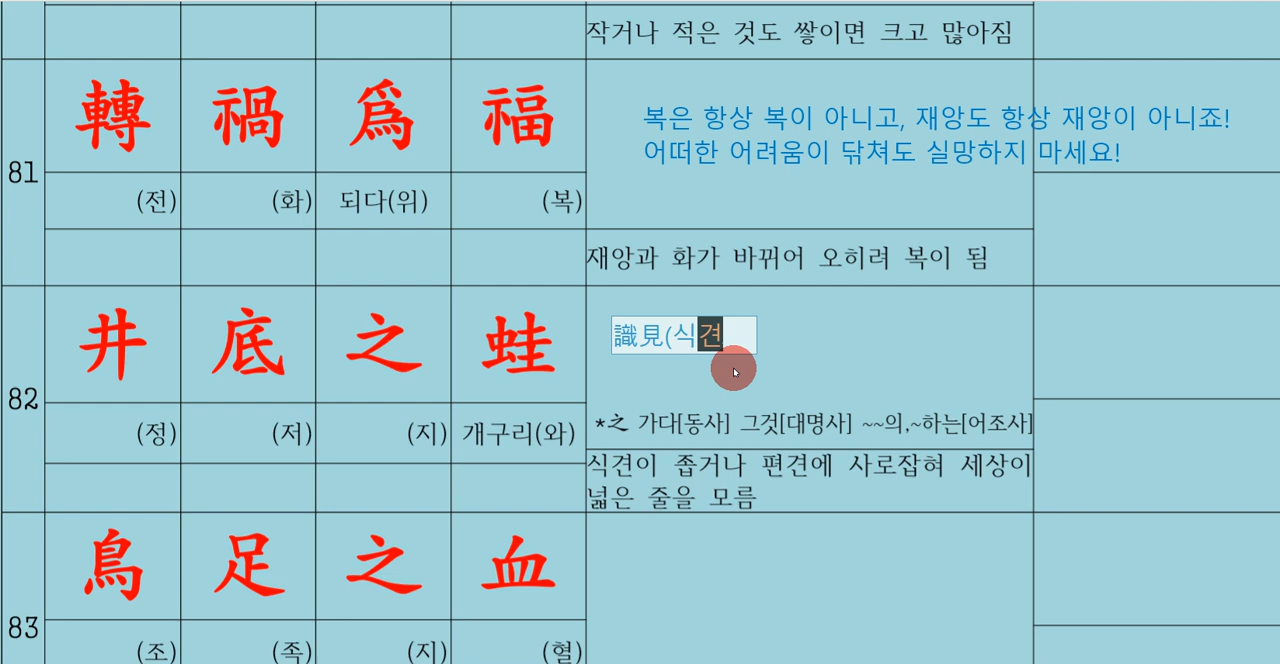 작거나 적은 것도 쌓이면 크고 많아짐
81
轉 禍 爲 福
(전) (화) 되다(위) (복)
복은 항상 복이 아니고, 재앙도 항상 재앙이 아니죠!
어떠한 어려움이 닦쳐도 실망하지 마세요!
재앙과 화가 바뀌어 오히려 복이 됨
82
井 底 之 蛙
(정) (저) (지) 개구리(와)
識見(식견
*之 가다[동사] 그것[대명사] ~~의,~하는[어조사]
식견이 좁거나 편견에 사로잡혀 세상이
넓은 줄을 모름
83
鳥 足 之 血
(조) (족) (지) (혈)